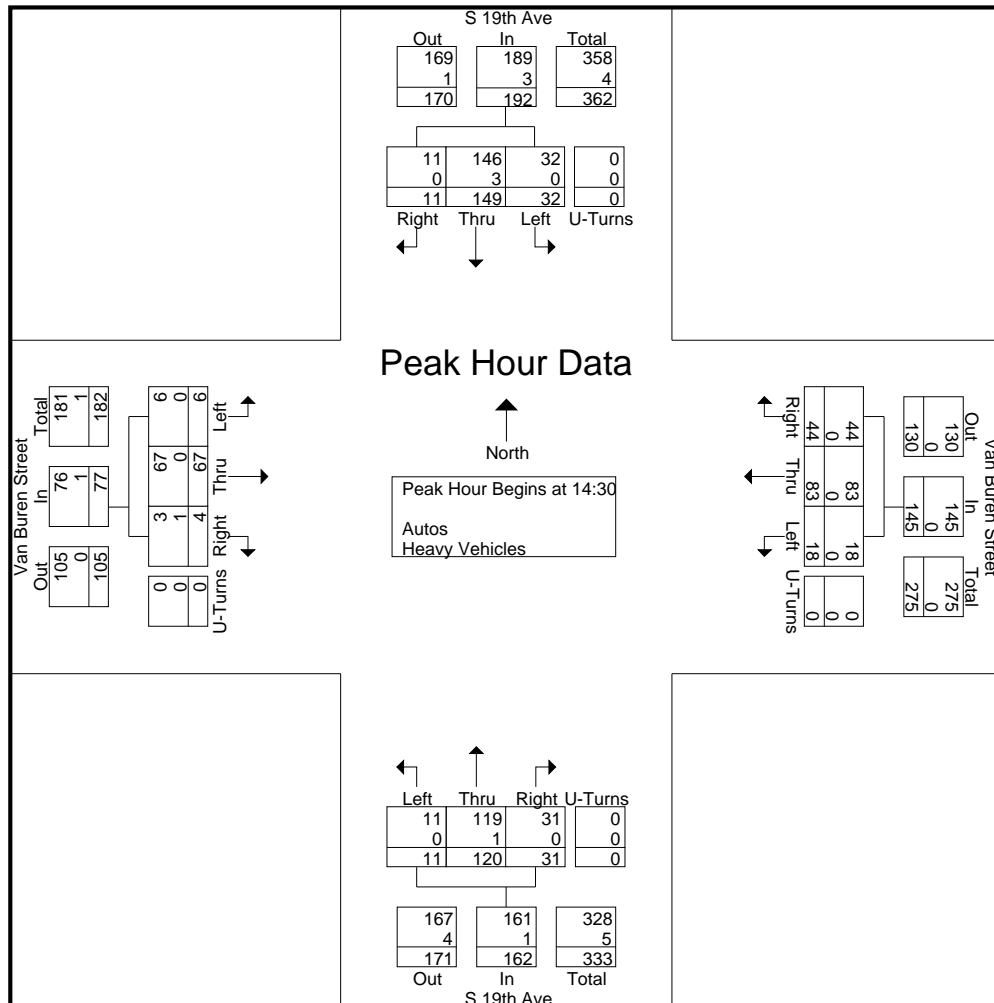 S 19th Ave
Out In Total
169 189 358
1 3 4
170 192 362
11 146 32 0
0 3 0 0
11 149 32 0
Right Thru Left U-Turns
Peak Hour Data
North
Peak Hour Begins at 14:30
Autos
Heavy Vehicles
Van Buren Street
Total In Out
181 76 105
1 1 0
182 77 105
6 67 3 0
0 0 1 0
6 67 4 0
Left Thru Right U-Turns
Van Buren Street
Out In Total
130 145 275
0 0 0
130 145 275
44 83 18 0
0 0 0 0
44 83 18 0
Right Thru Left U-Turns
Left Thru Right U-Turns
11 119 31 0
0 1 0 0
11 120 31 0
167 161 328
4 1 5
171 162 333
Out In Total
S 19th Ave